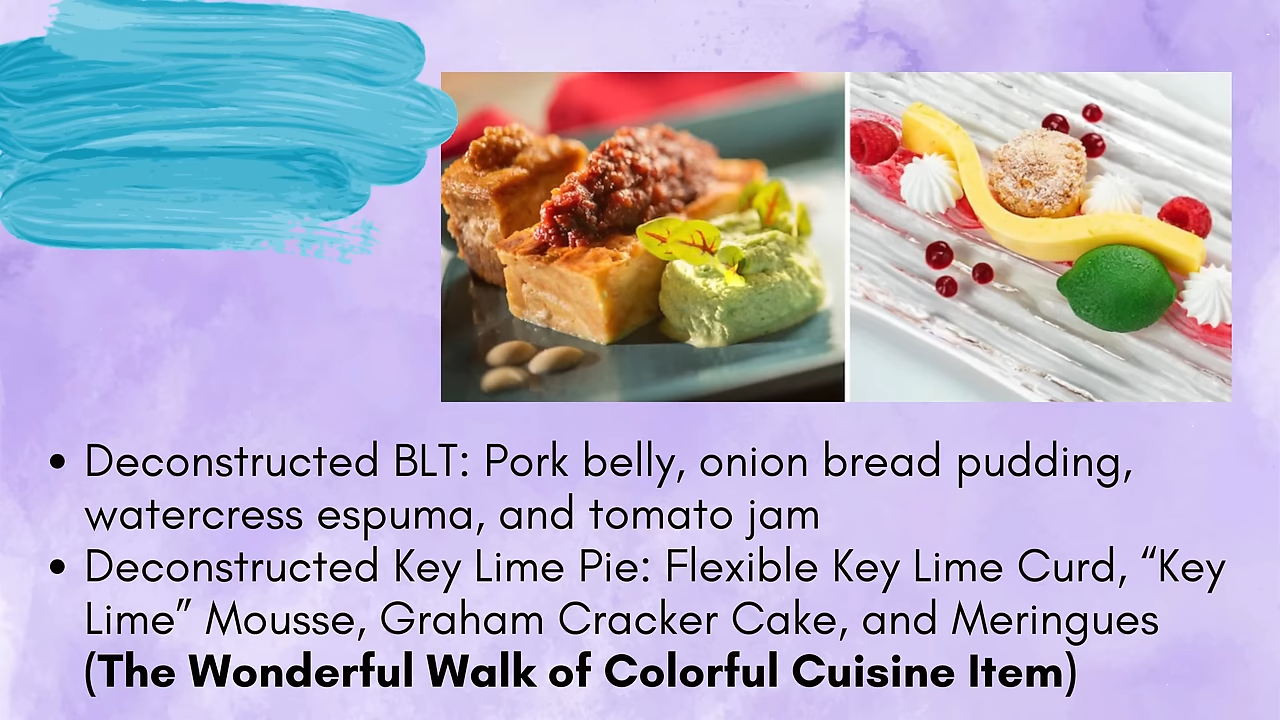 • Deconstructed BLT: Pork belly, onion bread pudding,
watercress espuma, and tomato jam
• Deconstructed Key Lime Pie: Flexible Key Lime Curd, “Key
Lime” Mousse, Graham Cracker Cake, and Meringues
(The Wonderful Walk of Colorful Cuisine Item)